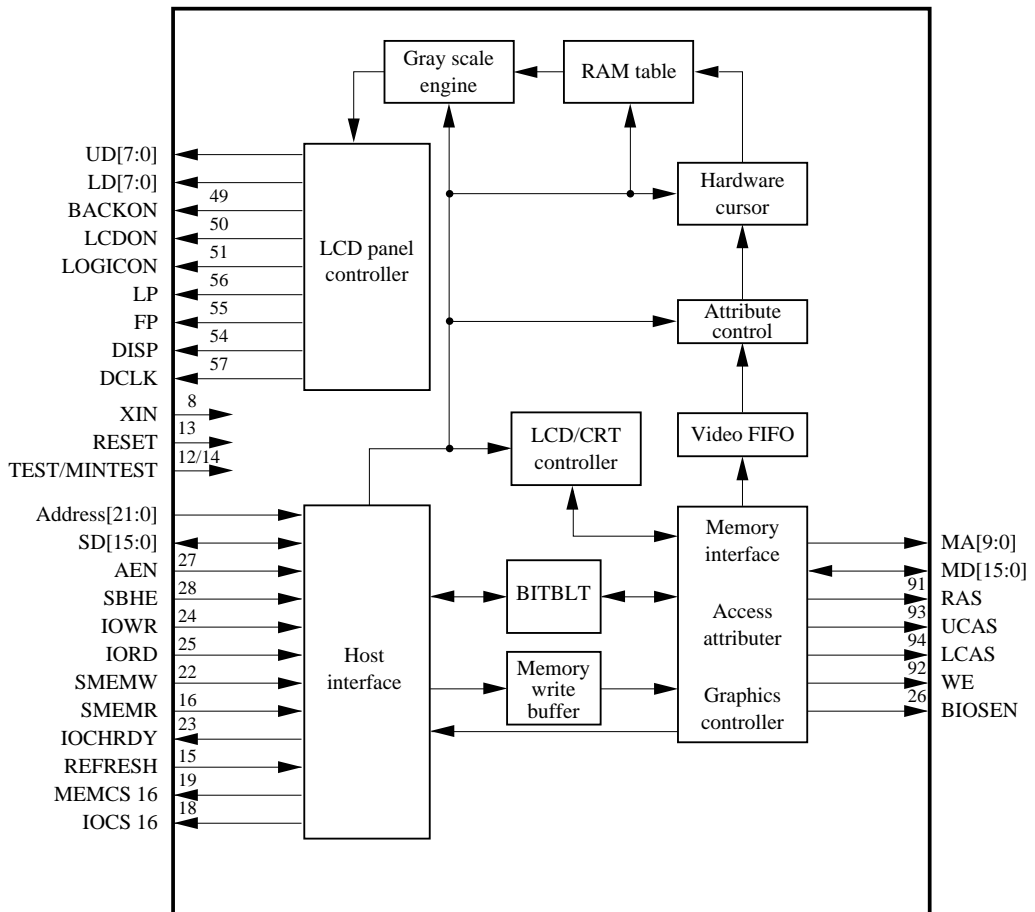 Gray scale
engine
RAM table
UD[7:0]
LD[7:0]
49
BACKON
50
LCDON
51
LOGICON
56
LP
55
FP
54
DISP
57
DCLK
LCD panel
controller
Hardware
cursor
Attribute
control
8
XIN
13
RESET
12/14
TEST/MINTEST
LCD/CRT
controller
Video FIFO
Address[21:0]
SD[15:0]
27
AEN
28
SBHE
24
IOWR
25
IORD
22
SMEMW
16
SMEMR
23
IOCHRDY
15
REFRESH
19
MEMCS 16
18
IOCS 16
Host
interface
BITBLT
Memory
write
buffer
Memory
interface
Access
attributer
Graphics
controller
MA[9:0]
MD[15:0]
91
RAS
93
UCAS
94
LCAS
92
WE
26
BIOSEN